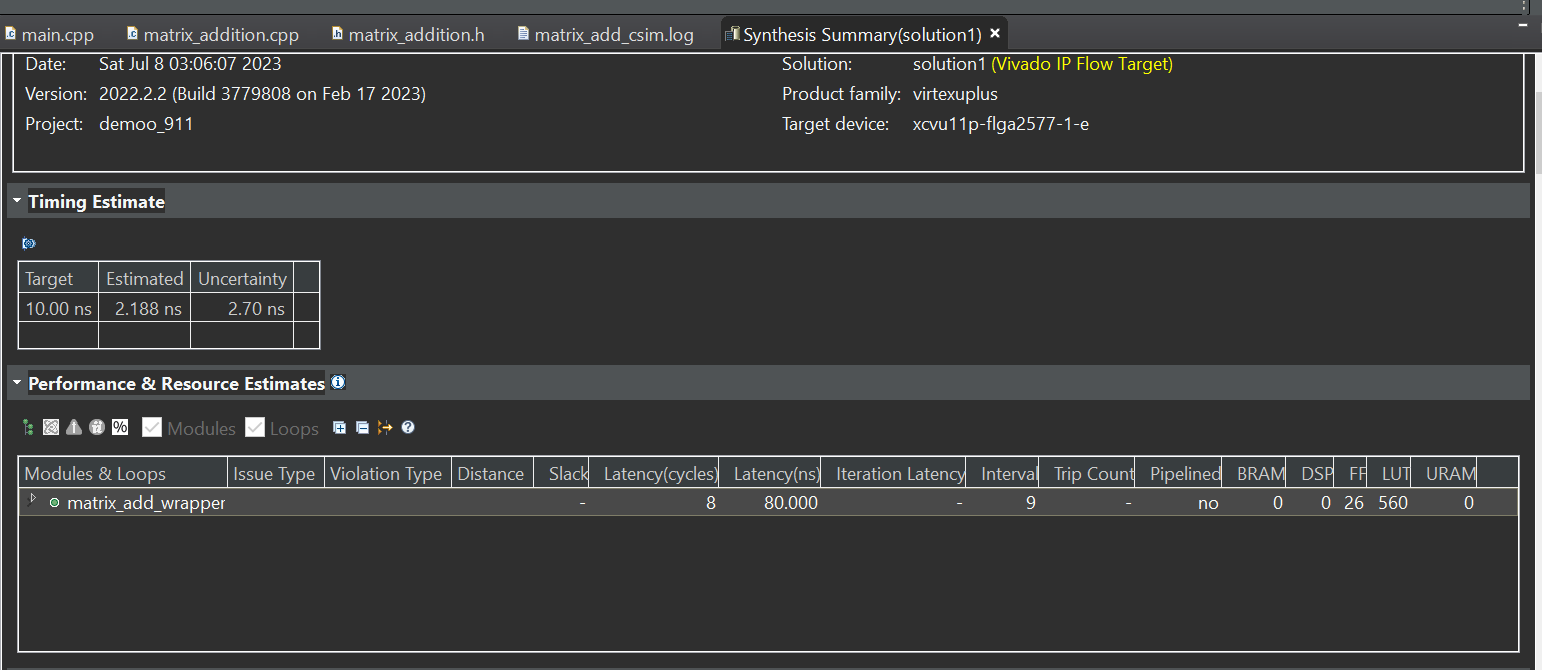 main.cpp matrix_addition.cpp matrix_addition.h matrix_add_csim.log Synthesis Summary(solution1)
Date: Sat Jul 8 03:06:07 2023 Solution: solution1 (Vivado IP Flow Target)
Version: 2022.2.2 (Build 3779808 on Feb 17 2023) Product family: virtexuplus
Project: demoo_911 Target device: xcvu11p-flga2577-1-e
Timing Estimate
Target Estimated Uncertainty
10.00 ns 2.188 ns 2.70 ns
Performance & Resource Estimates
% Modules Loops
Modules & Loops Issue Type Violation Type Distance Slack Latency(cycles) Latency(ns) Iteration Latency Interval Trip Count Pipelined BRAM DSP FF LUT URAM
matrix_add_wrapper - 8 80.000 - 9 - no 0 0 26 560 0